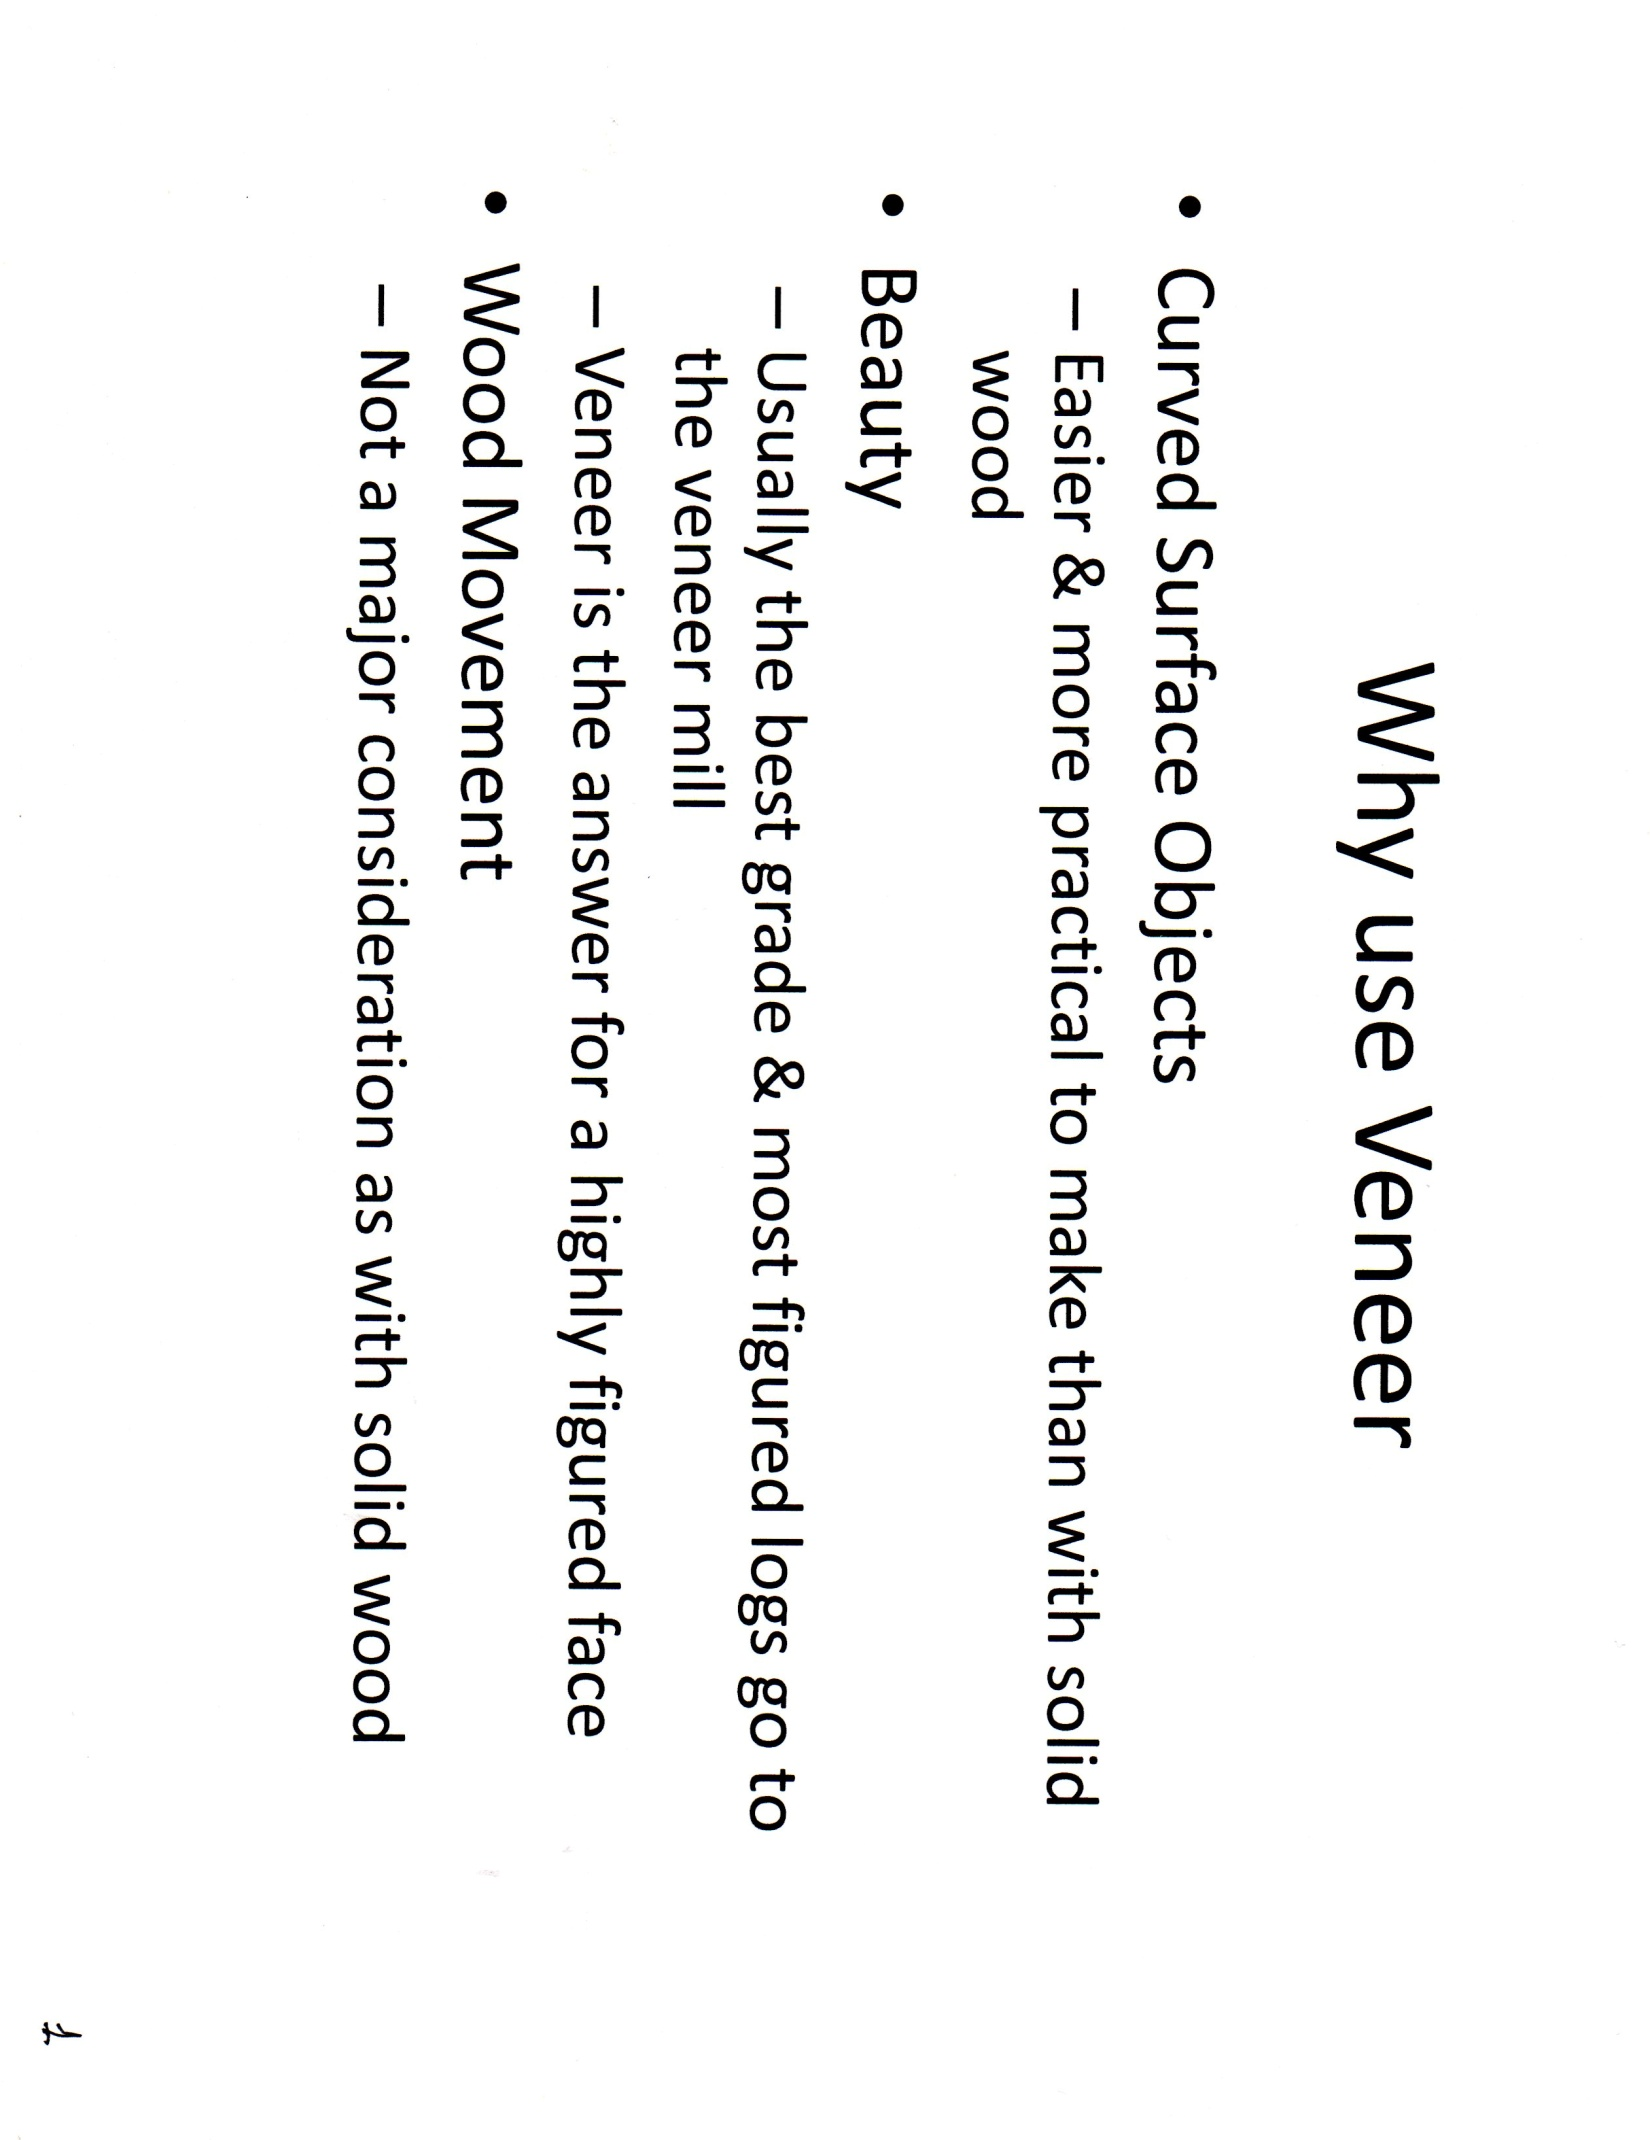 Why use Veneer
• Curved Surface Objects
– Easier & more practical to make than with solid
wood
• Beauty
– Usually the best grade & most figured logs go to
the veneer mill
– Veneer is the answer for a highly figured face
• Wood Movement
– Not a major consideration as with solid wood
1